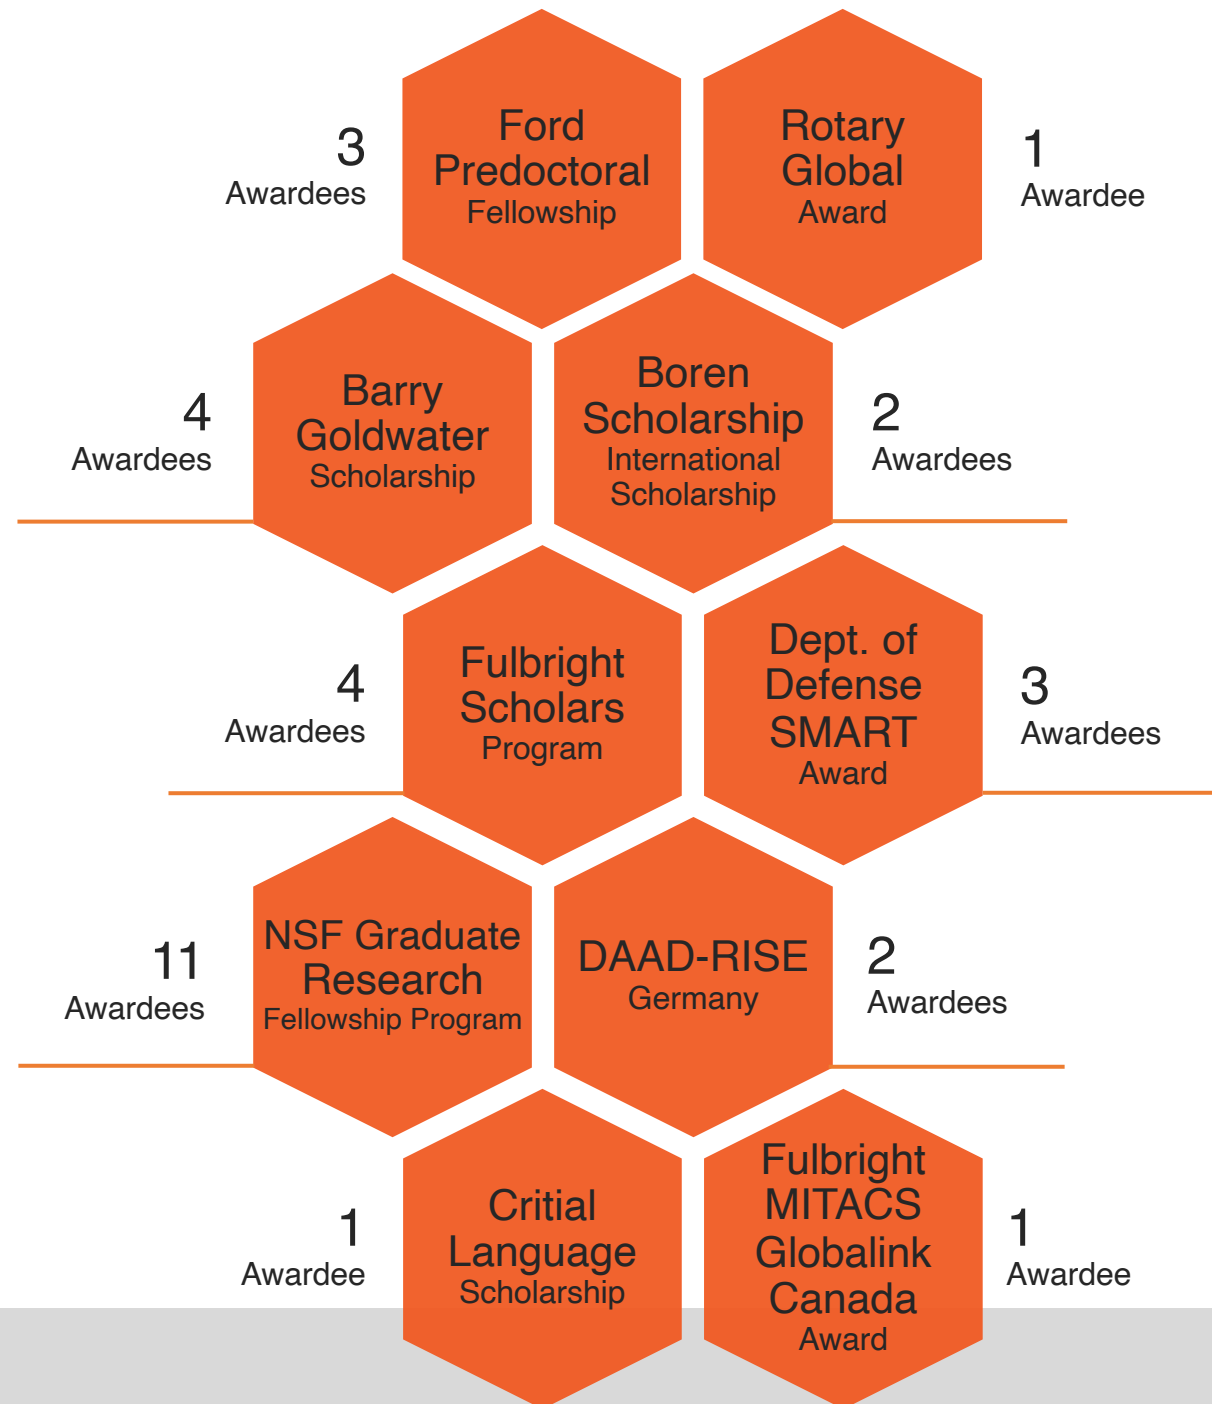 3
Awardees
Ford
Predoctoral
Fellowship
Rotary
Global
Award
1
Awardee
4
Awardees
Barry
Goldwater
Scholarship
Boren
Scholarship
International
Scholarship
2
Awardees
4
Awardees
Fulbright
Scholars
Program
Dept. of
Defense
SMART
Award
3
Awardees
11
Awardees
NSF Graduate
Research
Fellowship Program
DAAD-RISE
Germany
2
Awardees
1
Awardee
Critial
Language
Scholarship
Fulbright
MITACS
Globalink
Canada
Award
1
Awardee